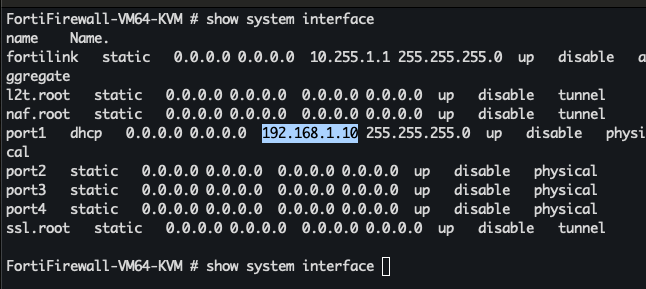 FortiFirewall-VM64-KVM # show system interface
name    Name.
fortilink   static   0.0.0.0 0.0.0.0   10.255.1.1 255.255.255.0   up   disable   a
ggregate
l2t.root   static   0.0.0.0 0.0.0.0   0.0.0.0 0.0.0.0   up   disable   tunnel
naf.root   static   0.0.0.0 0.0.0.0   0.0.0.0 0.0.0.0   up   disable   tunnel
port1   dhcp   0.0.0.0 0.0.0.0   192.168.1.10 255.255.255.0   up   disable   physi
cal
port2   static   0.0.0.0 0.0.0.0   0.0.0.0 0.0.0.0   up   disable   physical
port3   static   0.0.0.0 0.0.0.0   0.0.0.0 0.0.0.0   up   disable   physical
port4   static   0.0.0.0 0.0.0.0   0.0.0.0 0.0.0.0   up   disable   physical
ssl.root   static   0.0.0.0 0.0.0.0   0.0.0.0 0.0.0.0   up   disable   tunnel
FortiFirewall-VM64-KVM # show system interface